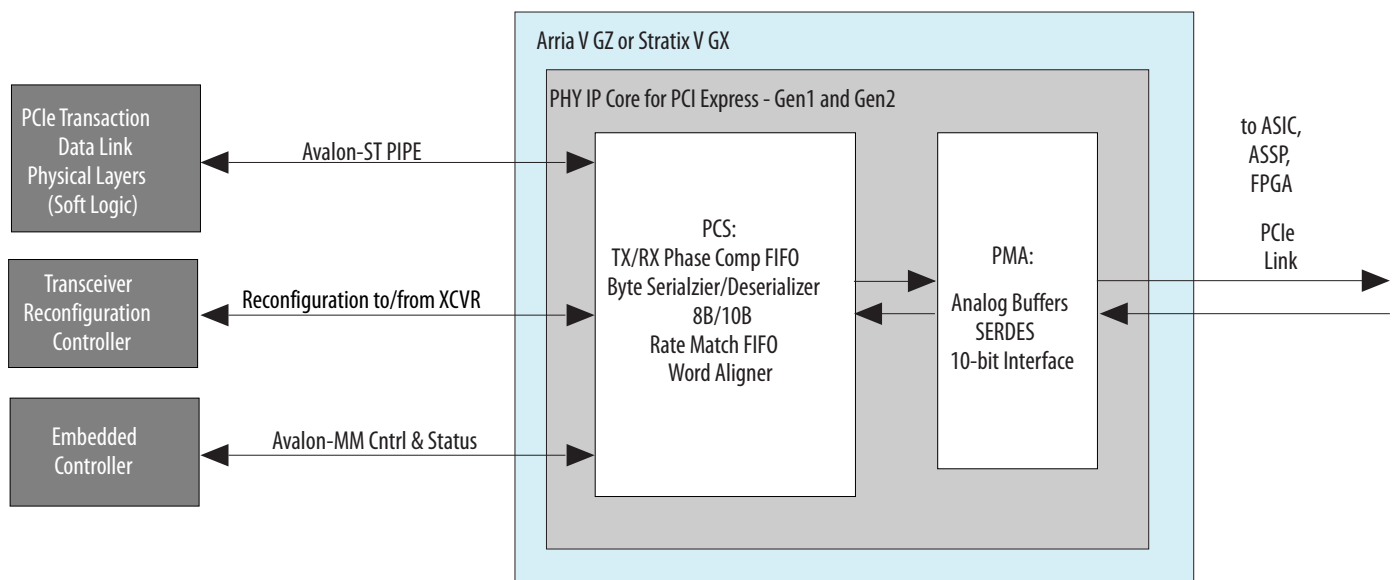 Arria V GZ or Stratix V GX
PHY IP Core for PCI Express - Gen1 and Gen2
PCIe Transaction
Data Link
Physical Layers
(Soft Logic)
Avalon-ST PIPE
Transceiver
Reconfiguration
Controller
Reconfiguration to/from XCVR
Embedded
Controller
Avalon-MM Cntrl & Status
PCS:
TX/RX Phase Comp FIFO
Byte Serialzier/Deserializer
8B/10B
Rate Match FIFO
Word Aligner
PMA:
Analog Buffers
SERDES
10-bit Interface
to ASIC,
ASSP,
FPGA
PCIe
Link